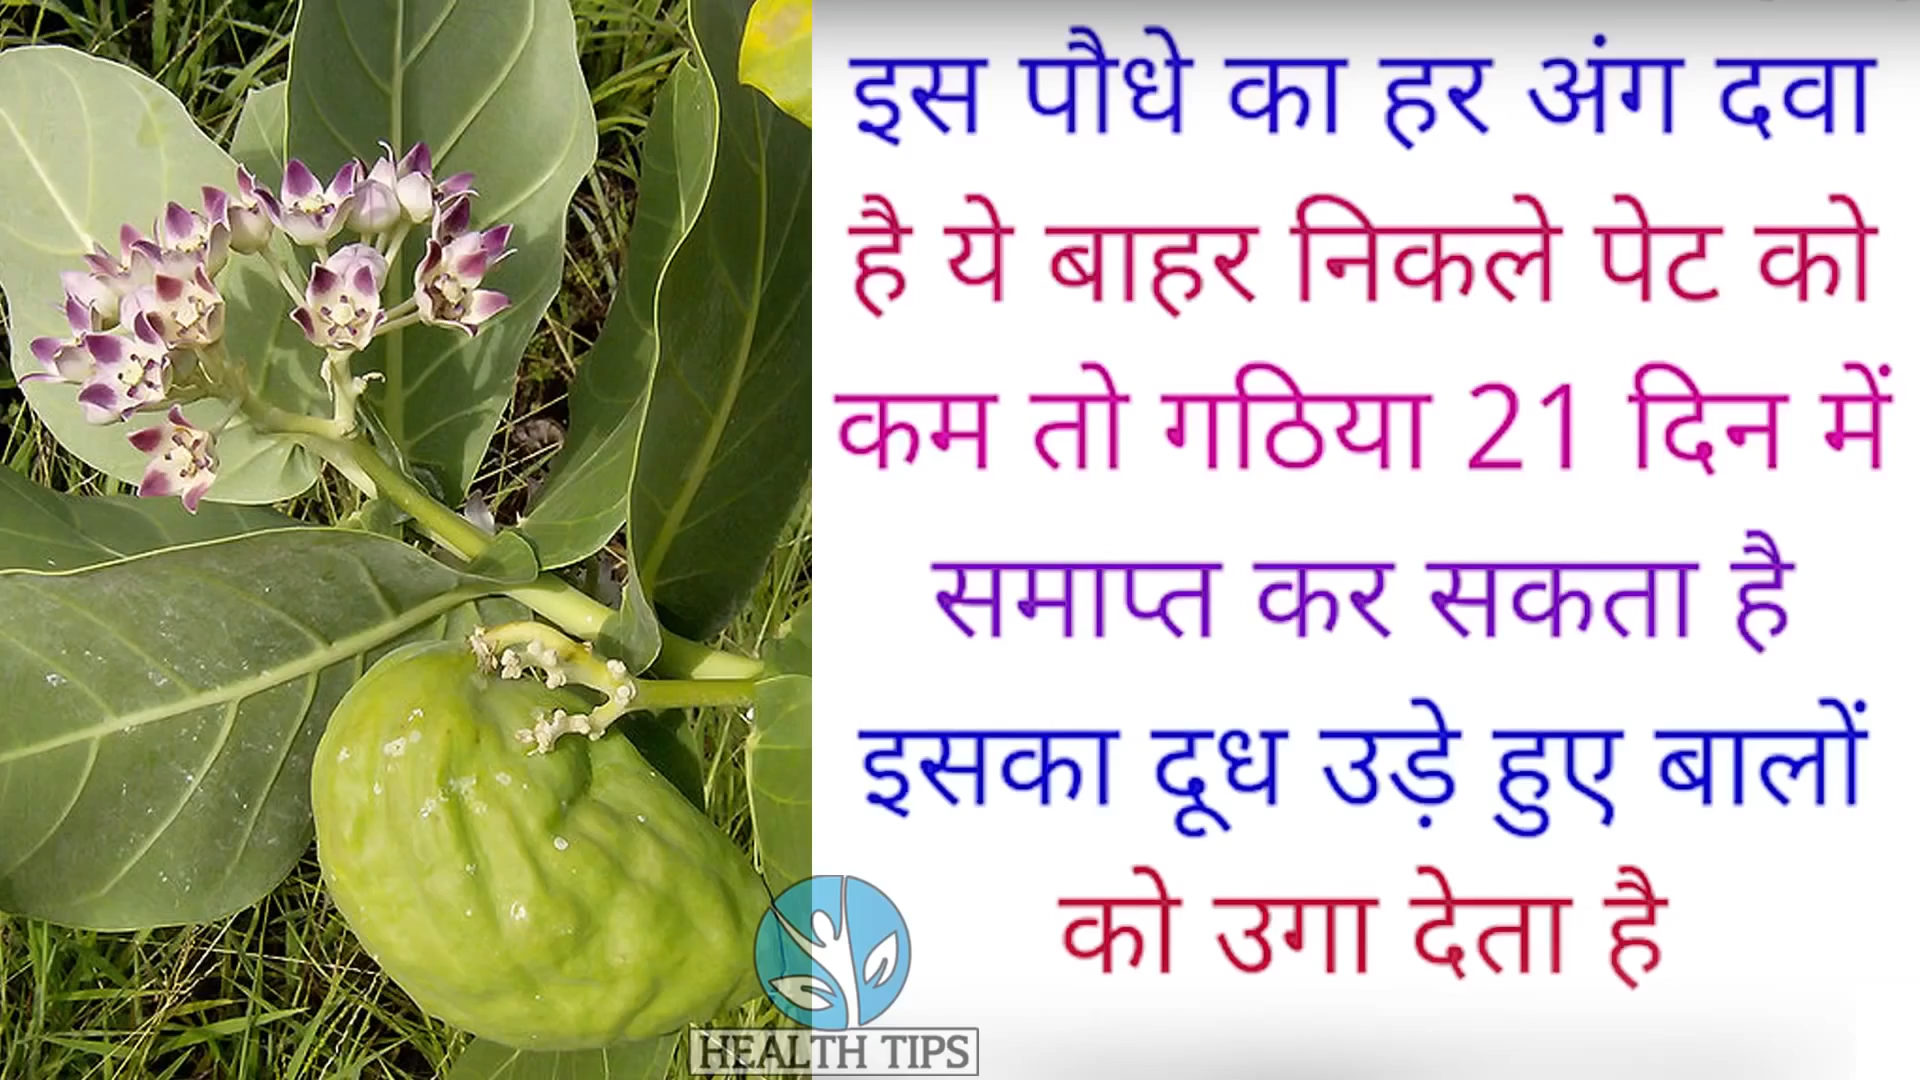 इस पौधे का हर अंग दवा
है ये बाहर निकले पेट को
कम तो गठिया 21 दिन में
समाप्त कर सकता है
इसका दूध उड़े हुए बालों
को उगा देता है
HEALTH TIPS